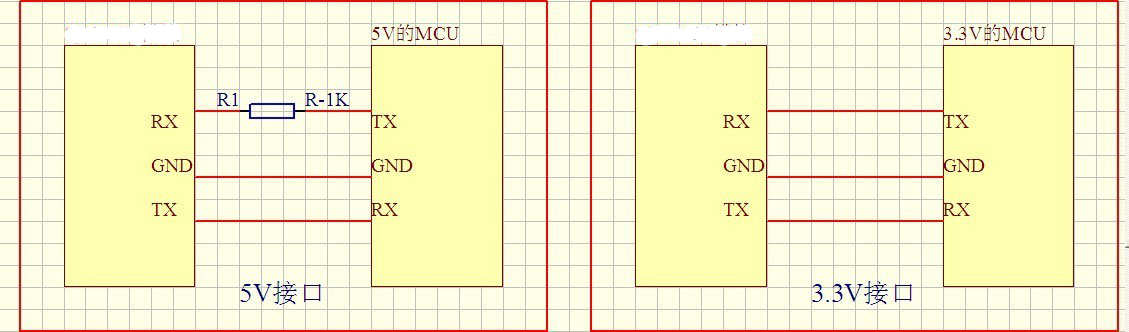 5V的MCU
R1 R-1K
RX TX
GND GND
TX RX
5V接口
3.3V的MCU
RX TX
GND GND
TX RX
3.3V接口